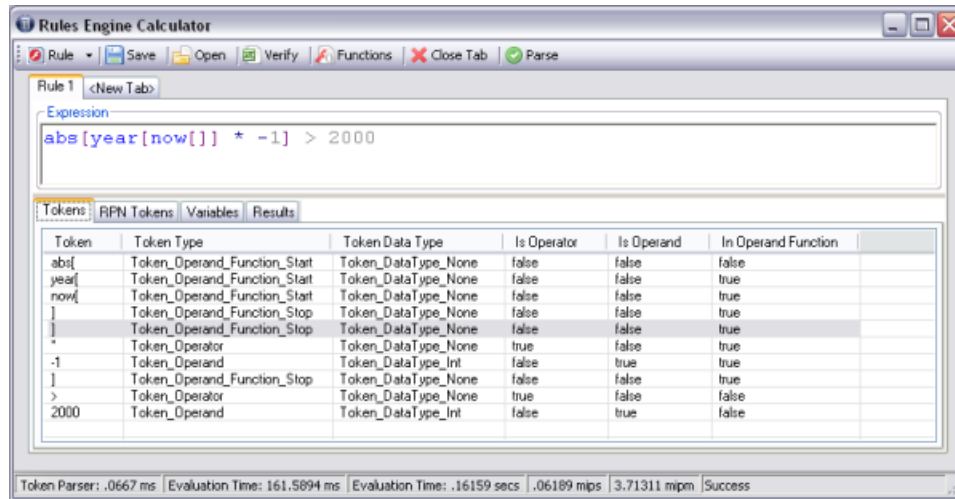 Rules Engine Calculator
Rule Save Open Verify Functions Close Tab Parse
Rule 1 <New Tab>
Expression
abs[year[now[]] * -1] > 2000
Tokens RPN Tokens Variables Results
Token Token Type Token Data Type Is Operator Is Operand In Operand Function
abs[ Token_Operand_Function_Start Token_DataType_None false false false
year[ Token_Operand_Function_Start Token_DataType_None false false true
now[ Token_Operand_Function_Start Token_DataType_None false false true
] Token_Operand_Function_Stop Token_DataType_None false false true
] Token_Operand_Function_Stop Token_DataType_None false false true
* Token_Operator Token_DataType_None true false true
-1 Token_Operand Token_DataType_Int false true true
] Token_Operand_Function_Stop Token_DataType_None false false true
> Token_Operator Token_DataType_None true false false
2000 Token_Operand Token_DataType_Int false true false
Token Parser: .0667 ms Evaluation Time: 161.5894 ms Evaluation Time: .16159 secs .06189 mips 3.71311 mipm Success